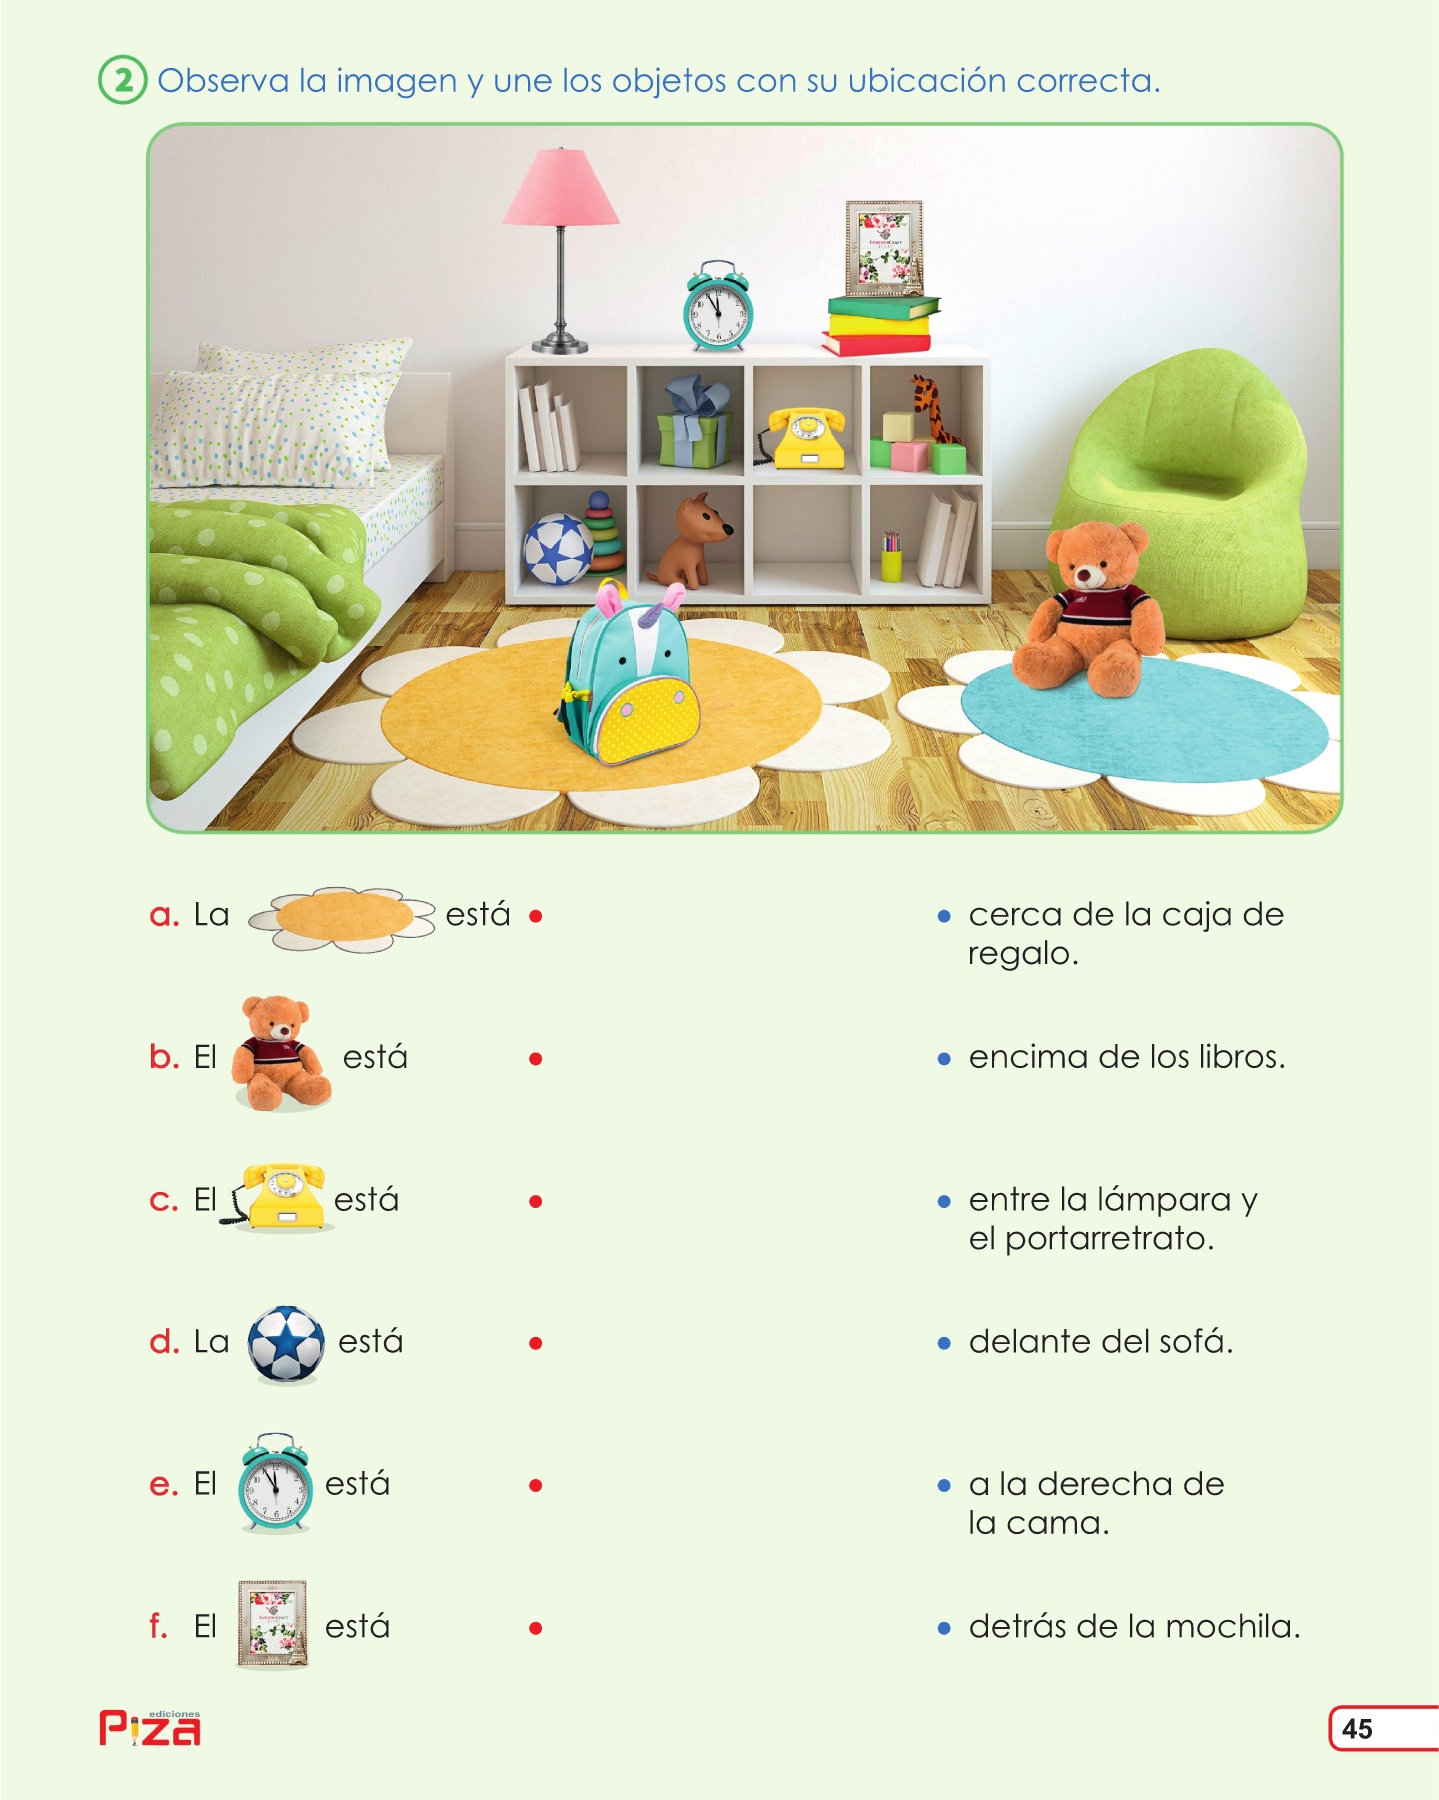 2 Observa la imagen y une los objetos con su ubicación correcta.
a. La está
cerca de la caja de
regalo.
b. El está
encima de los libros.
c. El está
entre la lámpara y
el portarretrato.
d. La está
delante del sofá.
e. El está
a la derecha de
la cama.
f. El está
detrás de la mochila.
ediciones
Piza
45